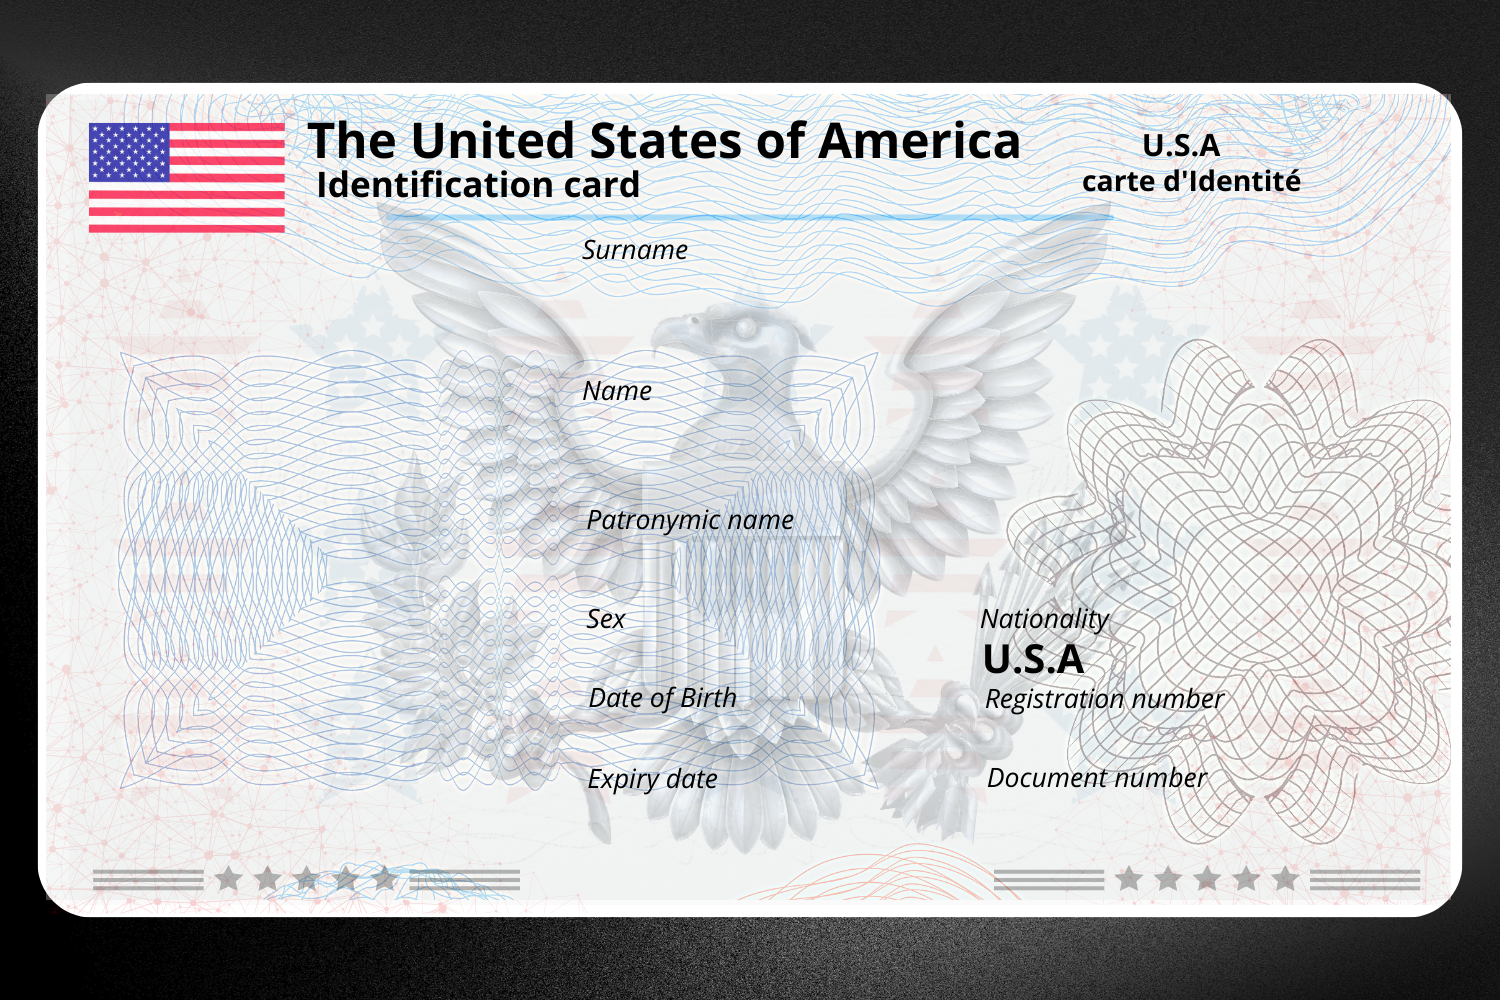 The United States of America
Identification card
U.S.A
carte d'Identité
Surname
Name
Patronymic name
Sex
Nationality
U.S.A
Date of Birth
Registration number
Expiry date
Document number